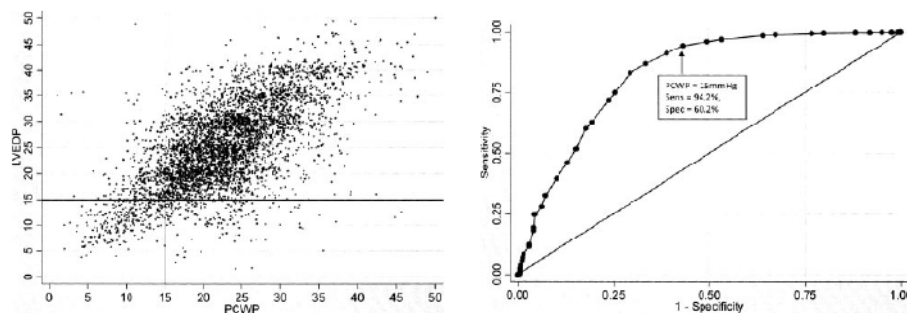 LVEDP
50
45
40
35
30
25
20
15
10
5
0
0 5 10 15 20 25 30 35 40 45 50
PCWP
Sensitivity
1.00
0.75
0.50
0.25
0.00
PCWP = 15mmHg
Sens = 94.2%,
Spec = 60.2%
0.00 0.25 0.50 0.75 1.00
1 - Specificity